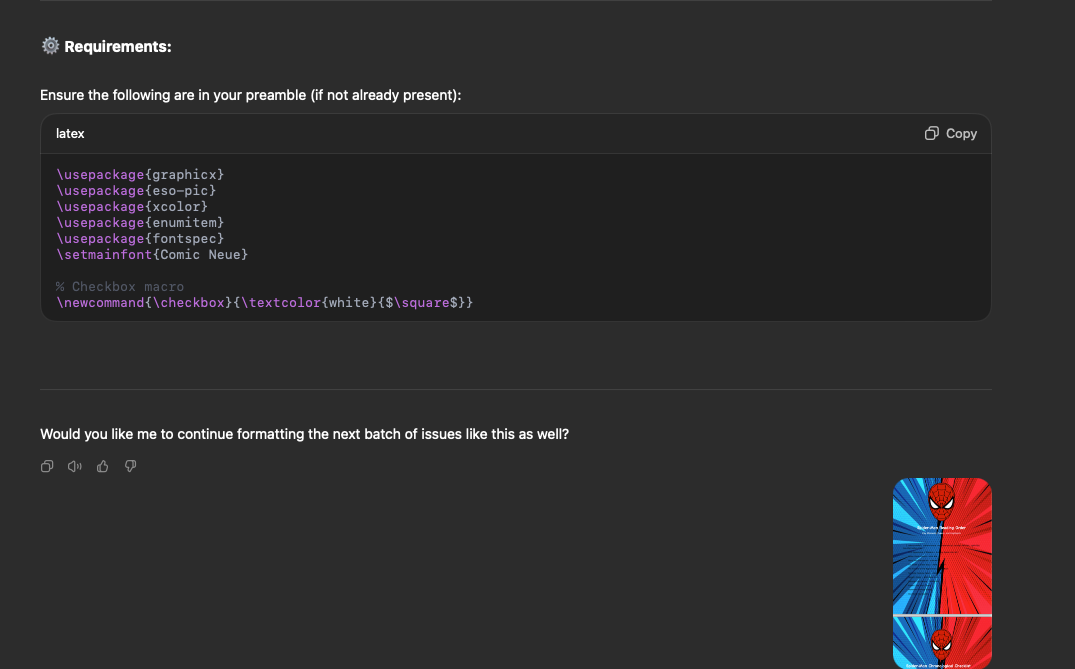 ⚙️ Requirements:
Ensure the following are in your preamble (if not already present):
latex
Copy
\usepackage{graphicx}
\usepackage{eso-pic}
\usepackage{xcolor}
\usepackage{enumitem}
\usepackage{fontspec}
\setmainfont{Comic Neue}
% Checkbox macro
\newcommand{\checkbox}{\textcolor{white}{$\square$}}
Would you like me to continue formatting the next batch of issues like this as well?
Spider-Man Reading Order
Spider-Man Chronological Checklist